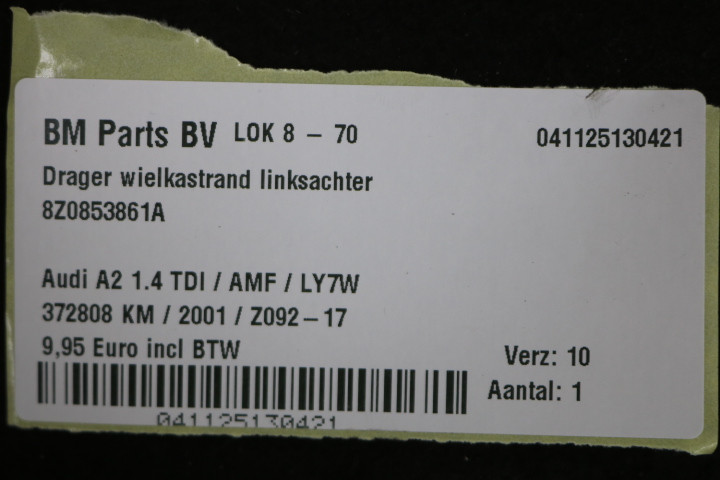 BM Parts BV LOK 8 – 70 041125130421
Drager wielkastrand linksachter
8Z0853861A
Audi A2 1.4 TDI / AMF / LY7W
372808 KM / 2001 / Z092–17
9,95 Euro incl BTW
Verz: 10
Aantal: 1
041125130421